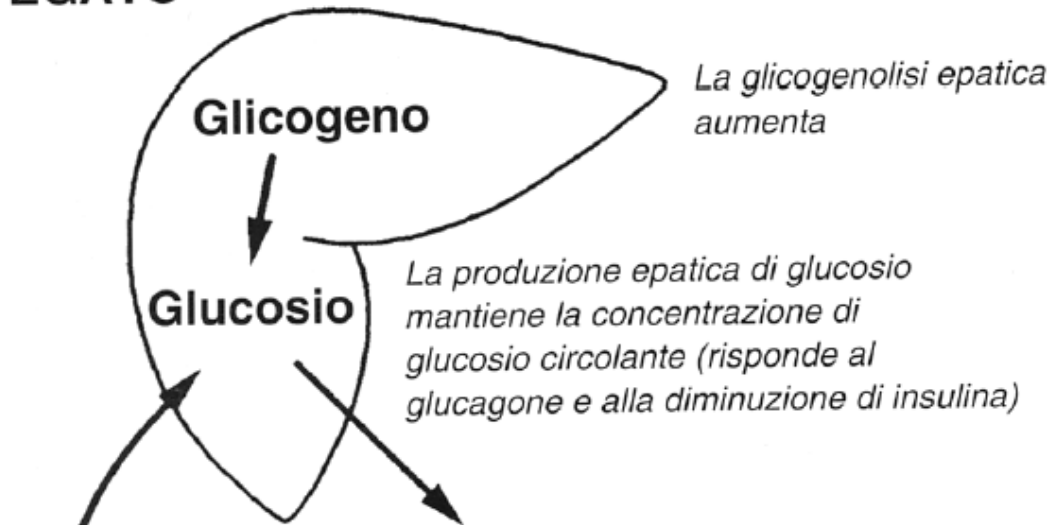 Glicogeno
La glicogenolisi epatica
aumenta
Glucosio
La produzione epatica di glucosio
mantiene la concentrazione di
glucosio circolante (risponde al
glucagone e alla diminuzione di insulina)